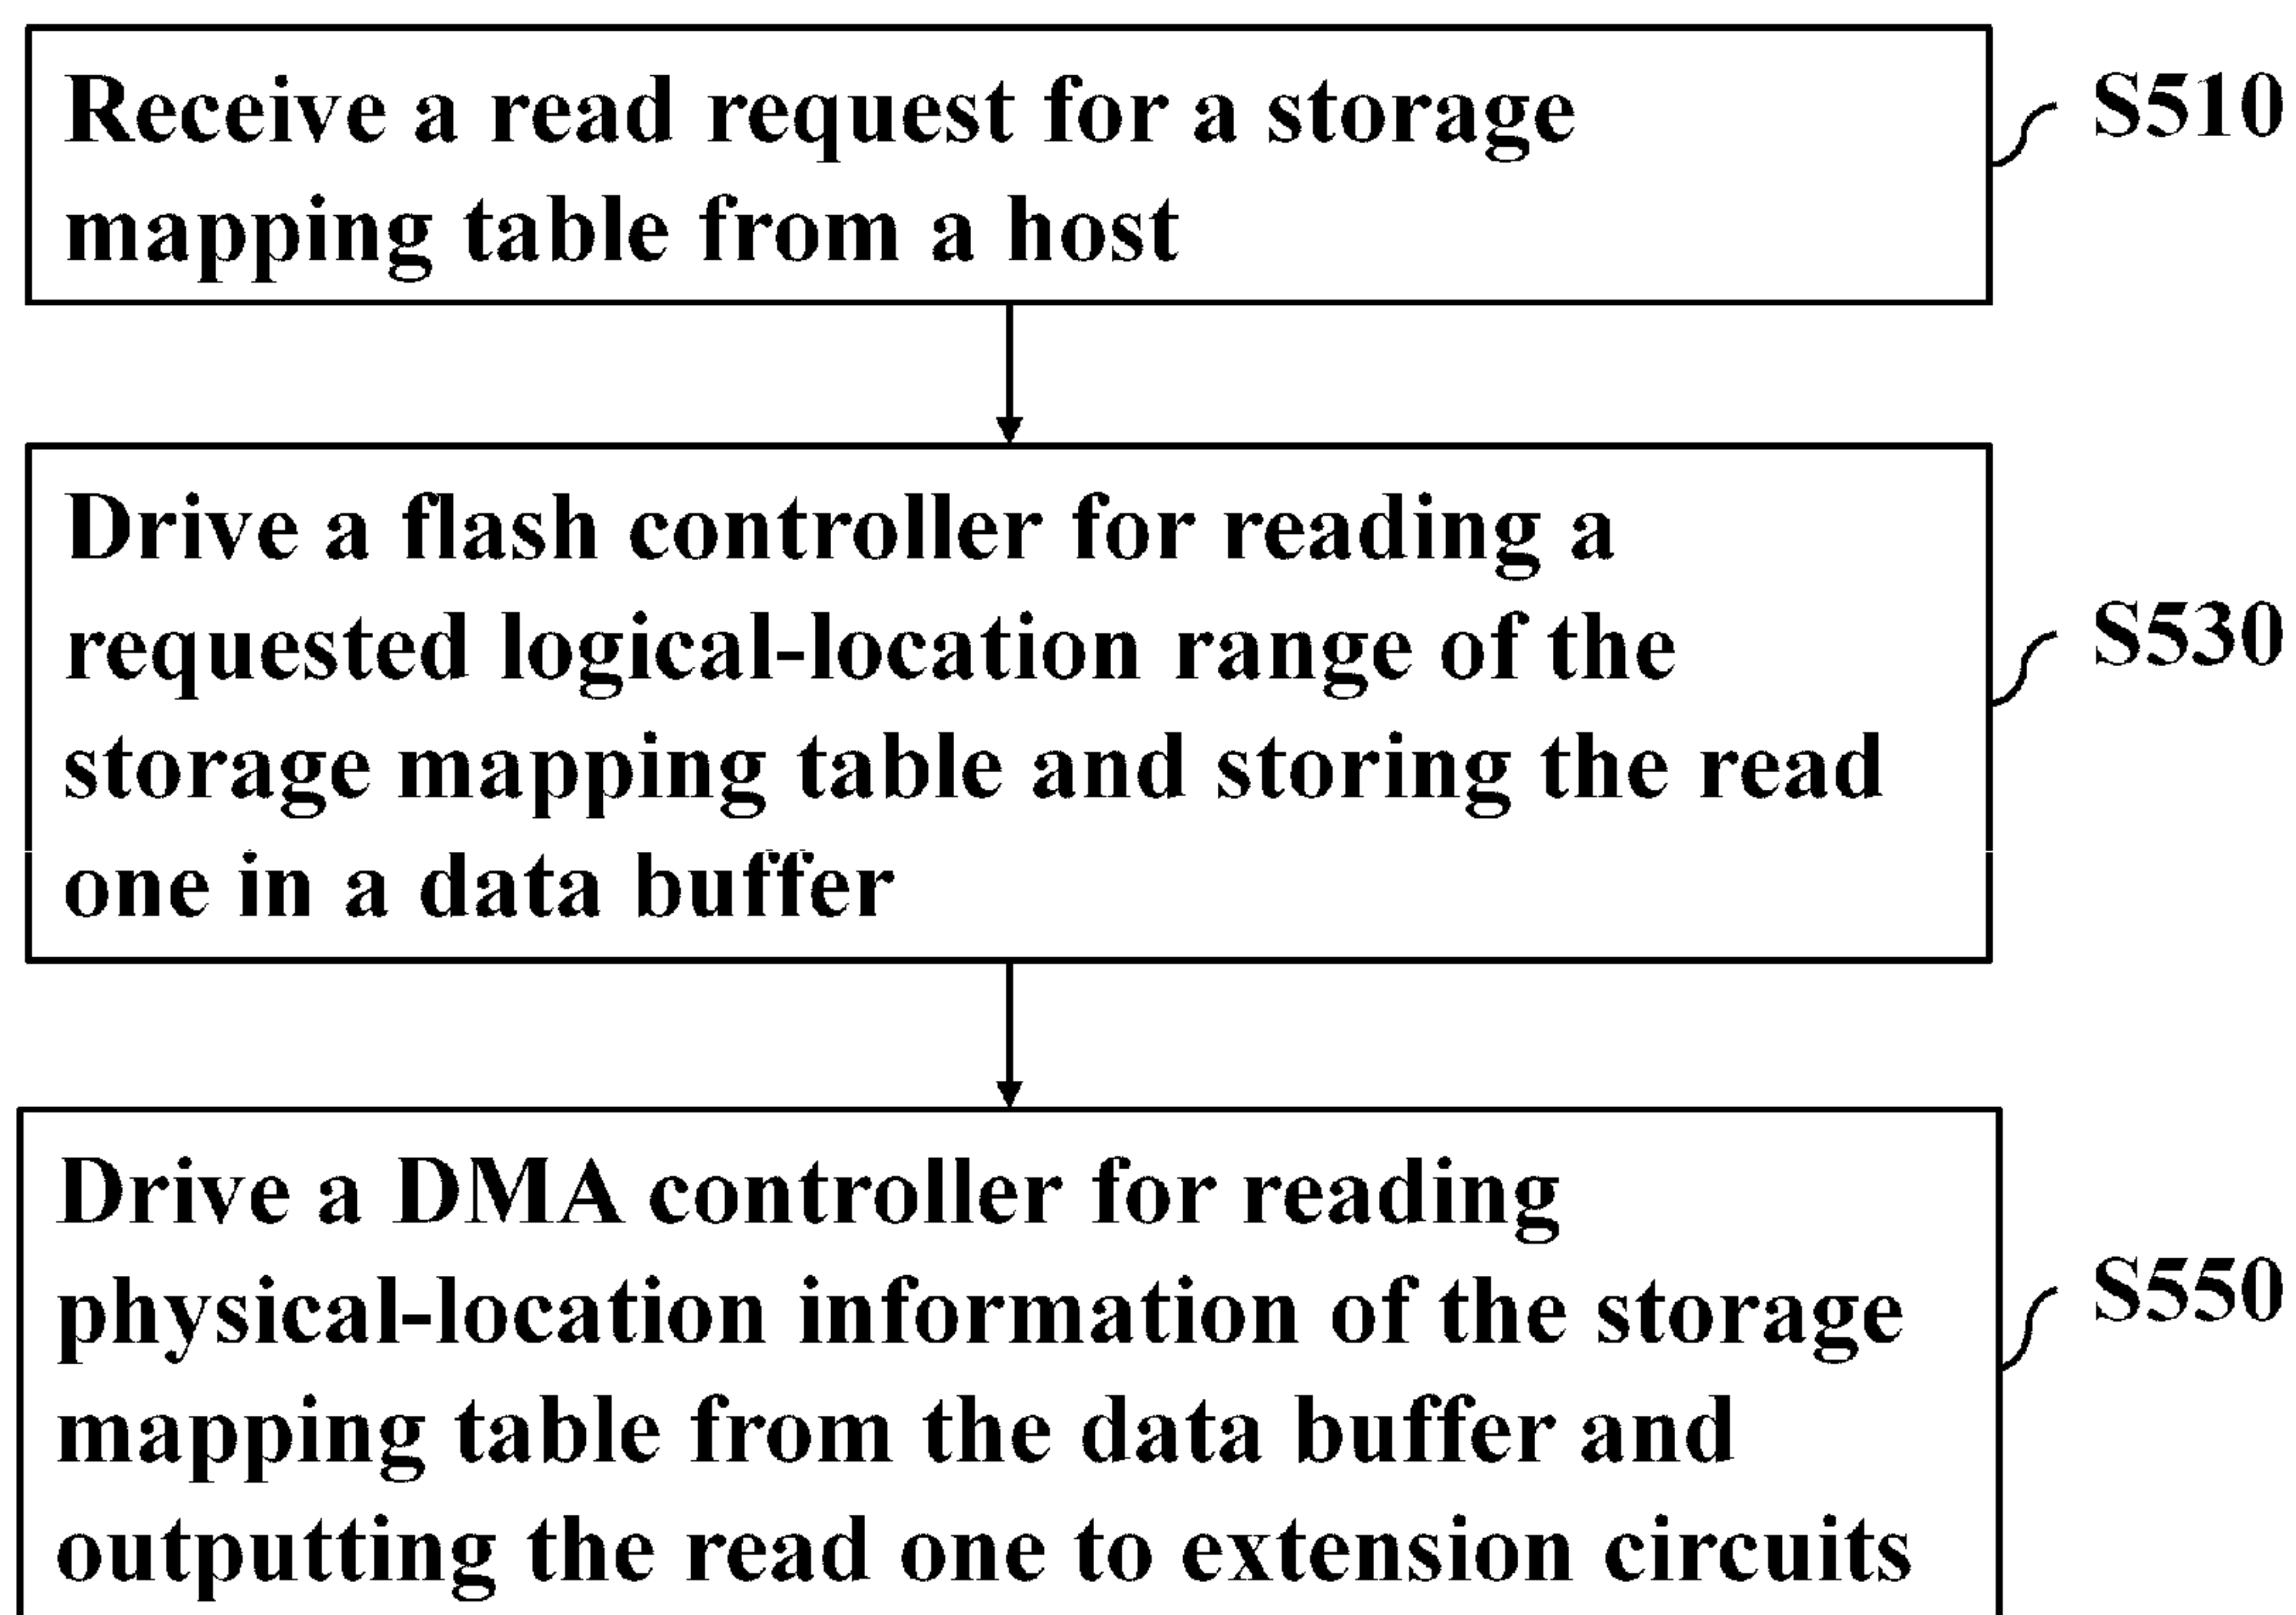 Receive a read request for a storage
mapping table from a host
S510
Drive a flash controller for reading a
requested logical-location range of the
storage mapping table and storing the read
one in a data buffer
S530
Drive a DMA controller for reading
physical-location information of the storage
mapping table from the data buffer and
outputting the read one to extension circuits
S550